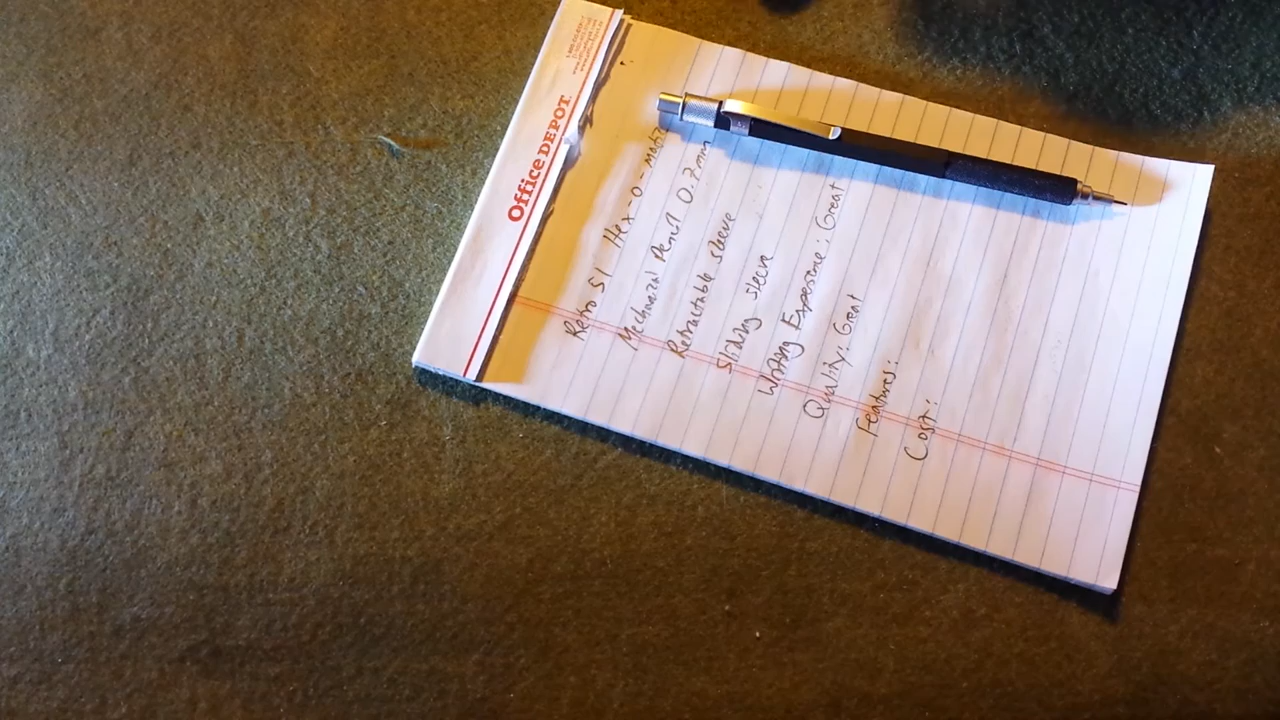 Office DEPOT
Retro 51 Hex-o-matic
Mechanical Pencil 0.7mm
Retractable sleeve
Sliding sleeve
Writing Experience: Great
Quality: Great
Features:
Cost: